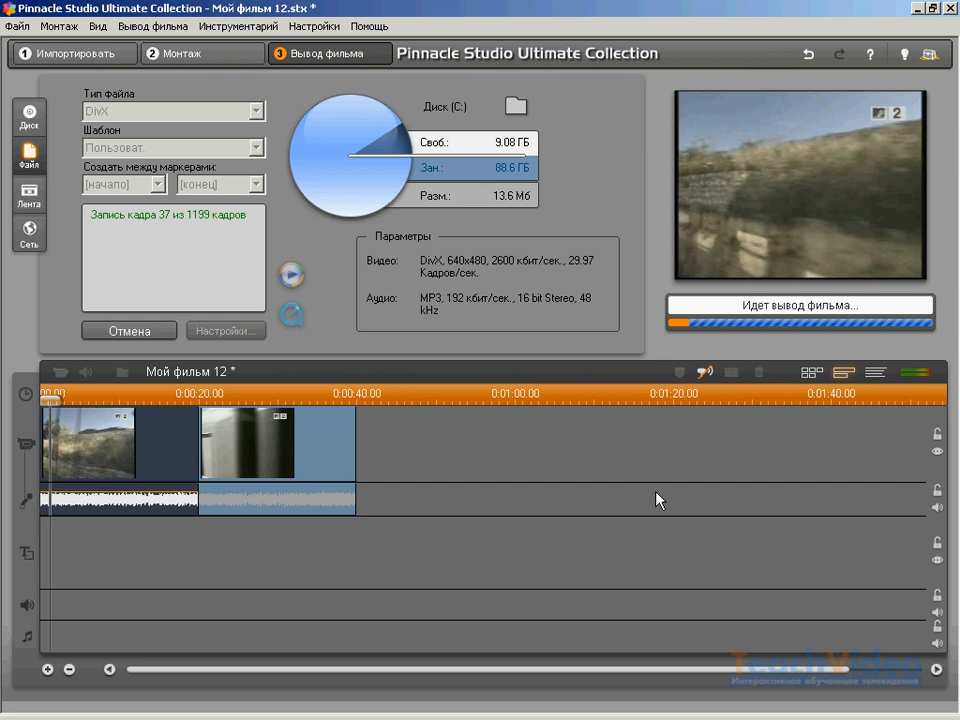 Pinnacle Studio Ultimate Collection - Мой фильм 12.stx *
Файл Монтаж Вид Вывод фильма Инструментарий Настройки Помощь
1 Импортировать
2 Монтаж
3 Вывод фильма
Pinnacle Studio Ultimate Collection
?
Диск
Файл
Лента
Сеть
Тип файла
DivX
Шаблон
Пользоват.
Создать между маркерами:
[начало]
[конец]
Запись кадра 37 из 1199 кадров
Отмена
Настройки...
Диск (C:)
Своб.: 9.08 ГБ
Зан.: 88.6 ГБ
Разм.: 13.6 Мб
Параметры
Видео: DivX, 640x480, 2600 кбит/сек., 29.97
Кадров/сек.
Аудио: MP3, 192 кбит/сек., 16 bit Stereo, 48
kHz
2
Идет вывод фильма...
Мой фильм 12 *
00.00 0:00:20.00 0:00:40.00 0:01:00.00 0:01:20.00 0:01:40.00
TeachVideo
Интерактивное обучающее телевидение